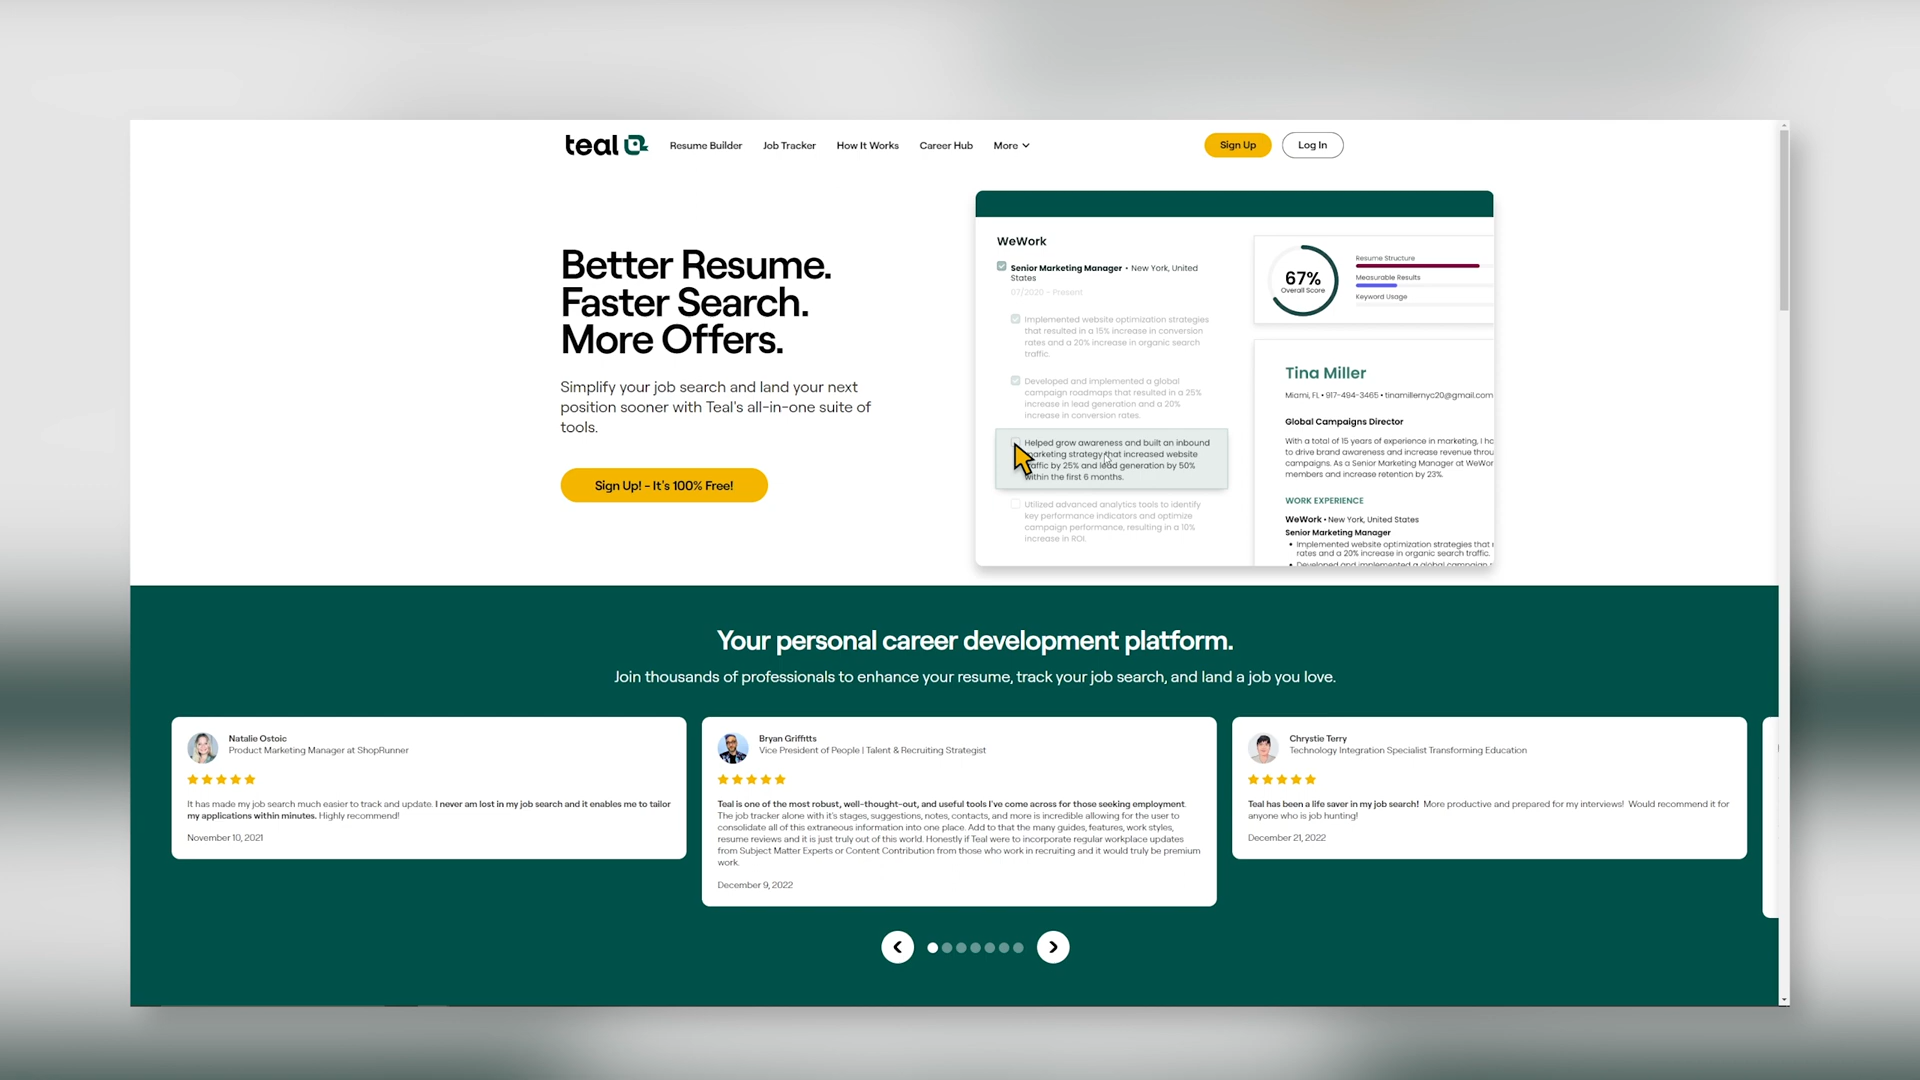 teal
Resume Builder
Job Tracker
How It Works
Career Hub
More
Sign Up
Log In
Better Resume.
Faster Search.
More Offers.
Simplify your job search and land your next
position sooner with Teal's all-in-one suite of
tools.
Sign Up! - It's 100% Free!
WeWork
Senior Marketing Manager • New York, United
States
07/2020 - Present
Implemented website optimization strategies
that resulted in a 15% increase in conversion
rates and a 20% increase in organic search
traffic.
Developed and implemented a global
campaign roadmaps that resulted in a 25%
increase in lead generation and a 20%
increase in conversion rates.
Helped grow awareness and built an inbound
marketing strategy that increased website
traffic by 25% and lead generation by 50%
within the first 6 months.
Utilized advanced analytics tools to identify
key performance indicators and optimize
campaign performance, resulting in a 10%
increase in ROI.
67%
Overall Score
Resume Structure
Measurable Results
Keyword Usage
Tina Miller
Miami, FL • 917-494-3465 • tinamillernyc20@gmail.com
Global Campaigns Director
With a total of 15 years of experience in marketing, I
to drive brand awareness and increase revenue
campaigns. As a Senior Marketing Manager at
members and increase retention by 23%.
WORK EXPERIENCE
WeWork • New York, United States
Senior Marketing Manager
• Implemented website optimization strategies that
rates and a 20% increase in organic search traffic.
• Developed and implemented a global campaign
Your personal career development platform.
Join thousands of professionals to enhance your resume, track your job search, and land a job you love.
Natalie Ostoic
Product Marketing Manager at ShopRunner
It has made my job search much easier to track and update. I never am lost in my job search and it enables me to tailor
my applications within minutes. Highly recommend!
November 10, 2021
Bryan Griffitts
Vice President of People | Talent & Recruiting Strategist
Teal is one of the most robust, well-thought-out, and useful tools I've come across for those seeking employment.
The job tracker alone with it's stages, suggestions, notes, contacts, and more is incredible allowing for the user to
consolidate all of this extraneous information into one place. Add to that the many guides, features, work styles,
resume reviews and it is just truly out of this world. Honestly if Teal were to incorporate regular workplace updates
from Subject Matter Experts or Content Contribution from those who work in recruiting and it would truly be premium
work.
December 9, 2022
Chrystie Terry
Technology Integration Specialist Transforming Education
Teal has been a life saver in my job search! More productive and prepared for my interviews! Would recommend it for
anyone who is job hunting!
December 21, 2022